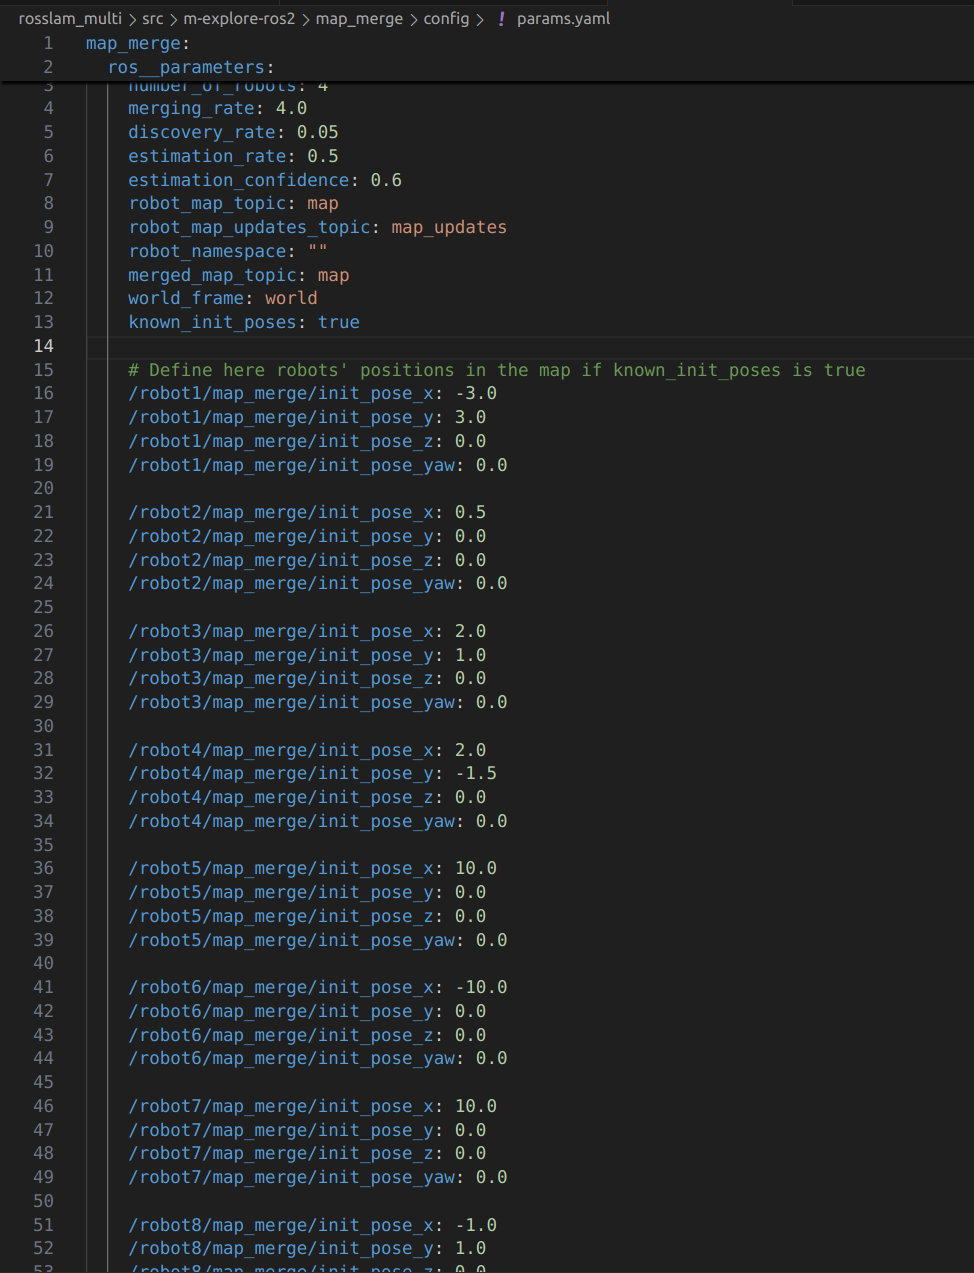 rosslam_multi > src > m-explore-ros2 > map_merge > config > ! params.yaml
1 map_merge:
2 ros__parameters:
3 number_of_robots: 4
4 merging_rate: 4.0
5 discovery_rate: 0.05
6 estimation_rate: 0.5
7 estimation_confidence: 0.6
8 robot_map_topic: map
9 robot_map_updates_topic: map_updates
10 robot_namespace: ""
11 merged_map_topic: map
12 world_frame: world
13 known_init_poses: true
14
15 # Define here robots' positions in the map if known_init_poses is true
16 /robot1/map_merge/init_pose_x: -3.0
17 /robot1/map_merge/init_pose_y: 3.0
18 /robot1/map_merge/init_pose_z: 0.0
19 /robot1/map_merge/init_pose_yaw: 0.0
20
21 /robot2/map_merge/init_pose_x: 0.5
22 /robot2/map_merge/init_pose_y: 0.0
23 /robot2/map_merge/init_pose_z: 0.0
24 /robot2/map_merge/init_pose_yaw: 0.0
25
26 /robot3/map_merge/init_pose_x: 2.0
27 /robot3/map_merge/init_pose_y: 1.0
28 /robot3/map_merge/init_pose_z: 0.0
29 /robot3/map_merge/init_pose_yaw: 0.0
30
31 /robot4/map_merge/init_pose_x: 2.0
32 /robot4/map_merge/init_pose_y: -1.5
33 /robot4/map_merge/init_pose_z: 0.0
34 /robot4/map_merge/init_pose_yaw: 0.0
35
36 /robot5/map_merge/init_pose_x: 10.0
37 /robot5/map_merge/init_pose_y: 0.0
38 /robot5/map_merge/init_pose_z: 0.0
39 /robot5/map_merge/init_pose_yaw: 0.0
40
41 /robot6/map_merge/init_pose_x: -10.0
42 /robot6/map_merge/init_pose_y: 0.0
43 /robot6/map_merge/init_pose_z: 0.0
44 /robot6/map_merge/init_pose_yaw: 0.0
45
46 /robot7/map_merge/init_pose_x: 10.0
47 /robot7/map_merge/init_pose_y: 0.0
48 /robot7/map_merge/init_pose_z: 0.0
49 /robot7/map_merge/init_pose_yaw: 0.0
50
51 /robot8/map_merge/init_pose_x: -1.0
52 /robot8/map_merge/init_pose_y: 1.0
53 /robot8/map_merge/init_pose_z: 0.0